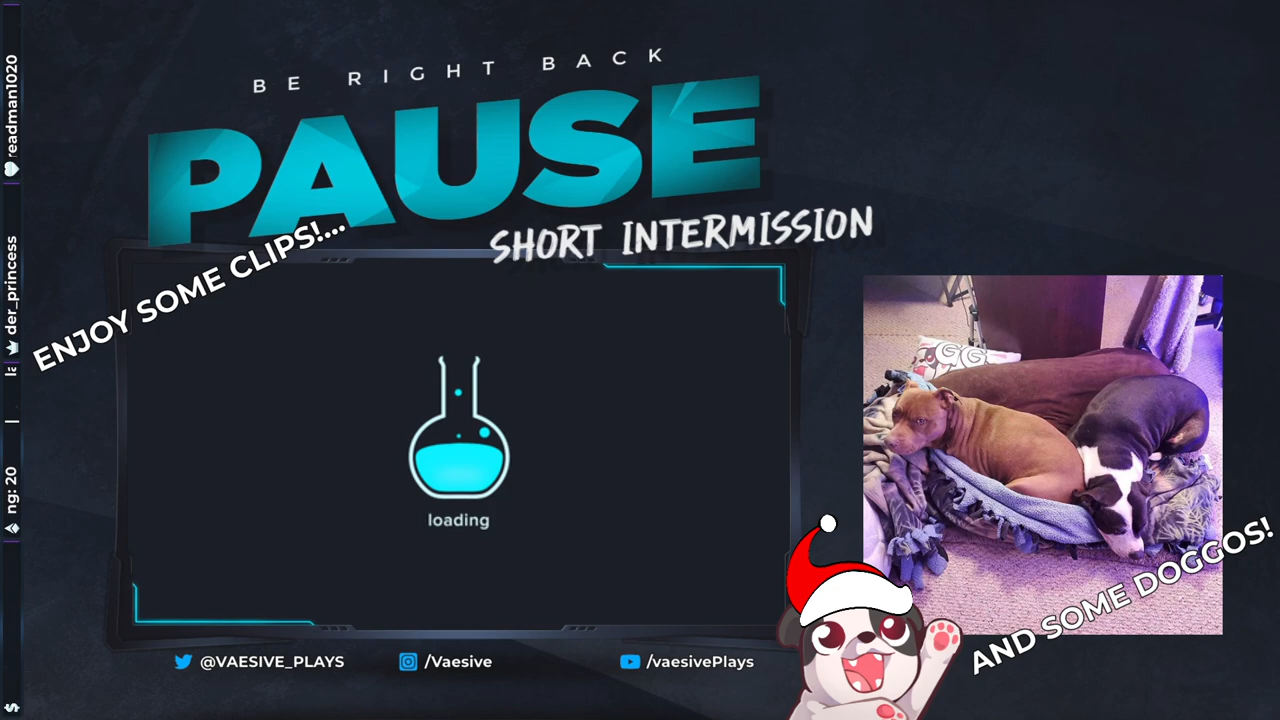 BE RIGHT BACK
PAUSE
SHORT INTERMISSION
ENJOY SOME CLIPS!...
loading
GG
AND SOME DOGGOS!
@VAESIVE_PLAYS
/Vaesive
/vaesivePlays
readman1020
der_princess
ng: 20
$